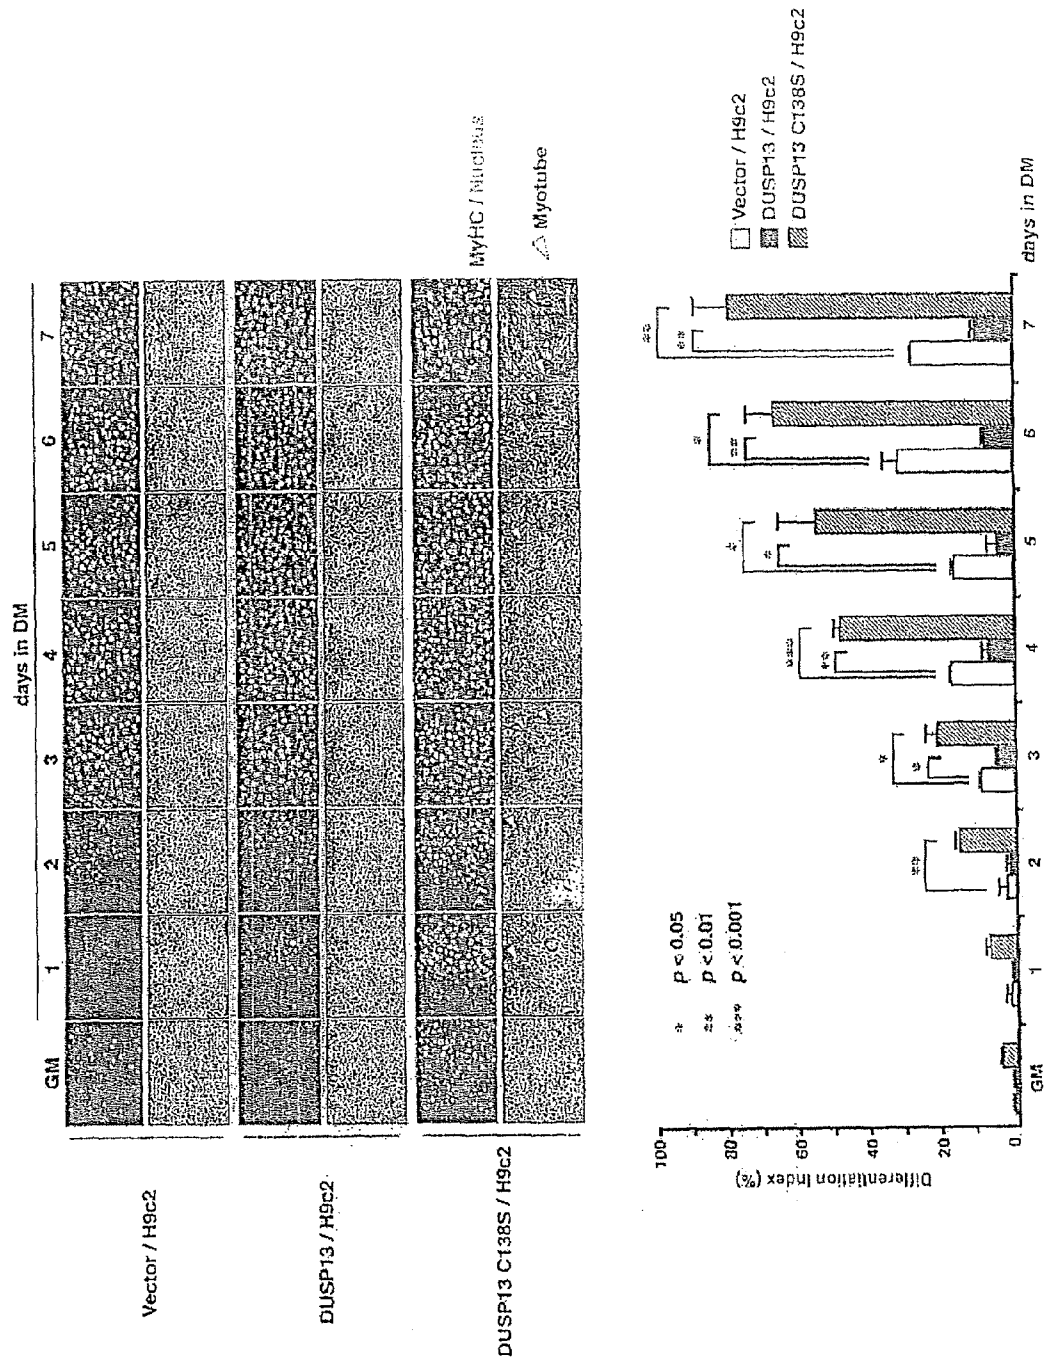 days in DM
GM 1 2 3 4 5 6 7
Vector / H9c2
DUSP13 / H9c2
DUSP13 C138S / H9c2
MyHC / Nucleus
Myotube
Differentiation Index (%)
100
80
60
40
20
0
* p < 0.05
** p < 0.01
*** p < 0.001
**
* *
*** **
* *
* **
** **
GM 1 2 3 4 5 6 7 days in DM
Vector / H9c2
DUSP13 / H9c2
DUSP13 C138S / H9c2